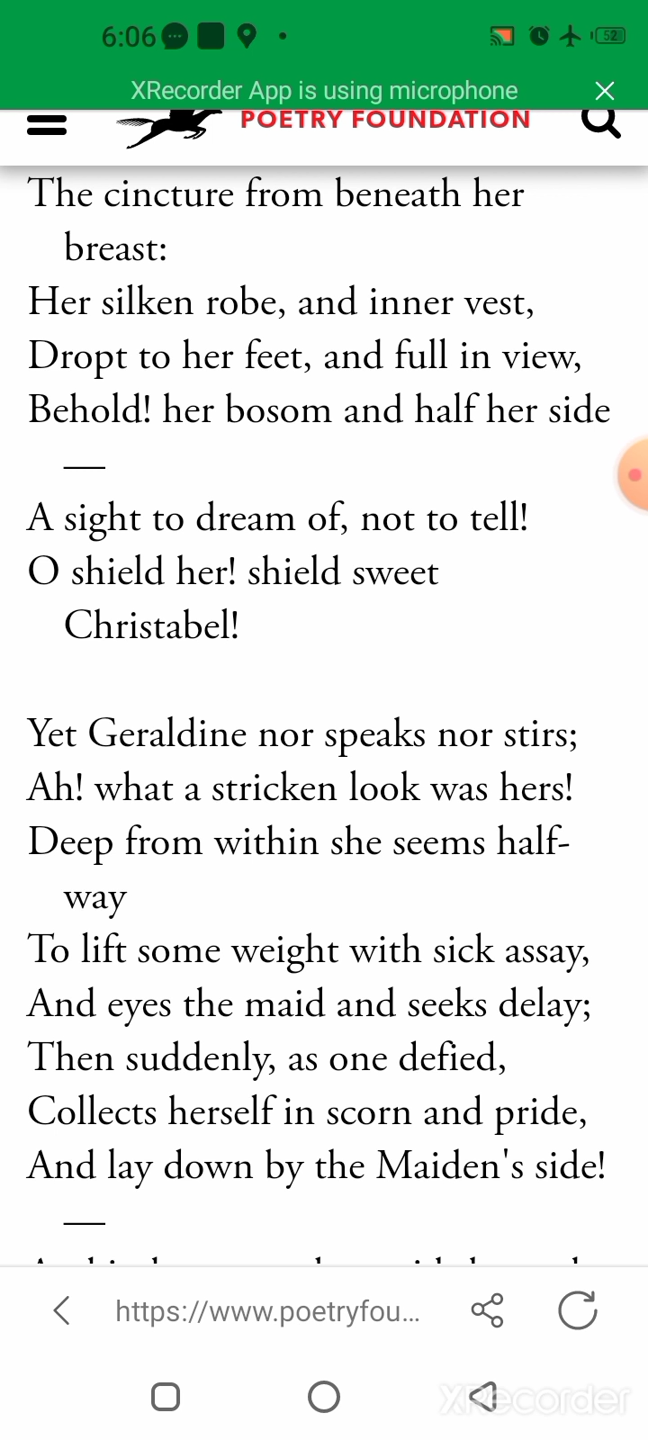 6:06
52
XRecorder App is using microphone
POETRY FOUNDATION
The cincture from beneath her
breast:
Her silken robe, and inner vest,
Dropt to her feet, and full in view,
Behold! her bosom and half her side
—
A sight to dream of, not to tell!
O shield her! shield sweet
Christabel!
Yet Geraldine nor speaks nor stirs;
Ah! what a stricken look was hers!
Deep from within she seems half-
way
To lift some weight with sick assay,
And eyes the maid and seeks delay;
Then suddenly, as one defied,
Collects herself in scorn and pride,
And lay down by the Maiden's side!
—
https://www.poetryfou...
XRecorder